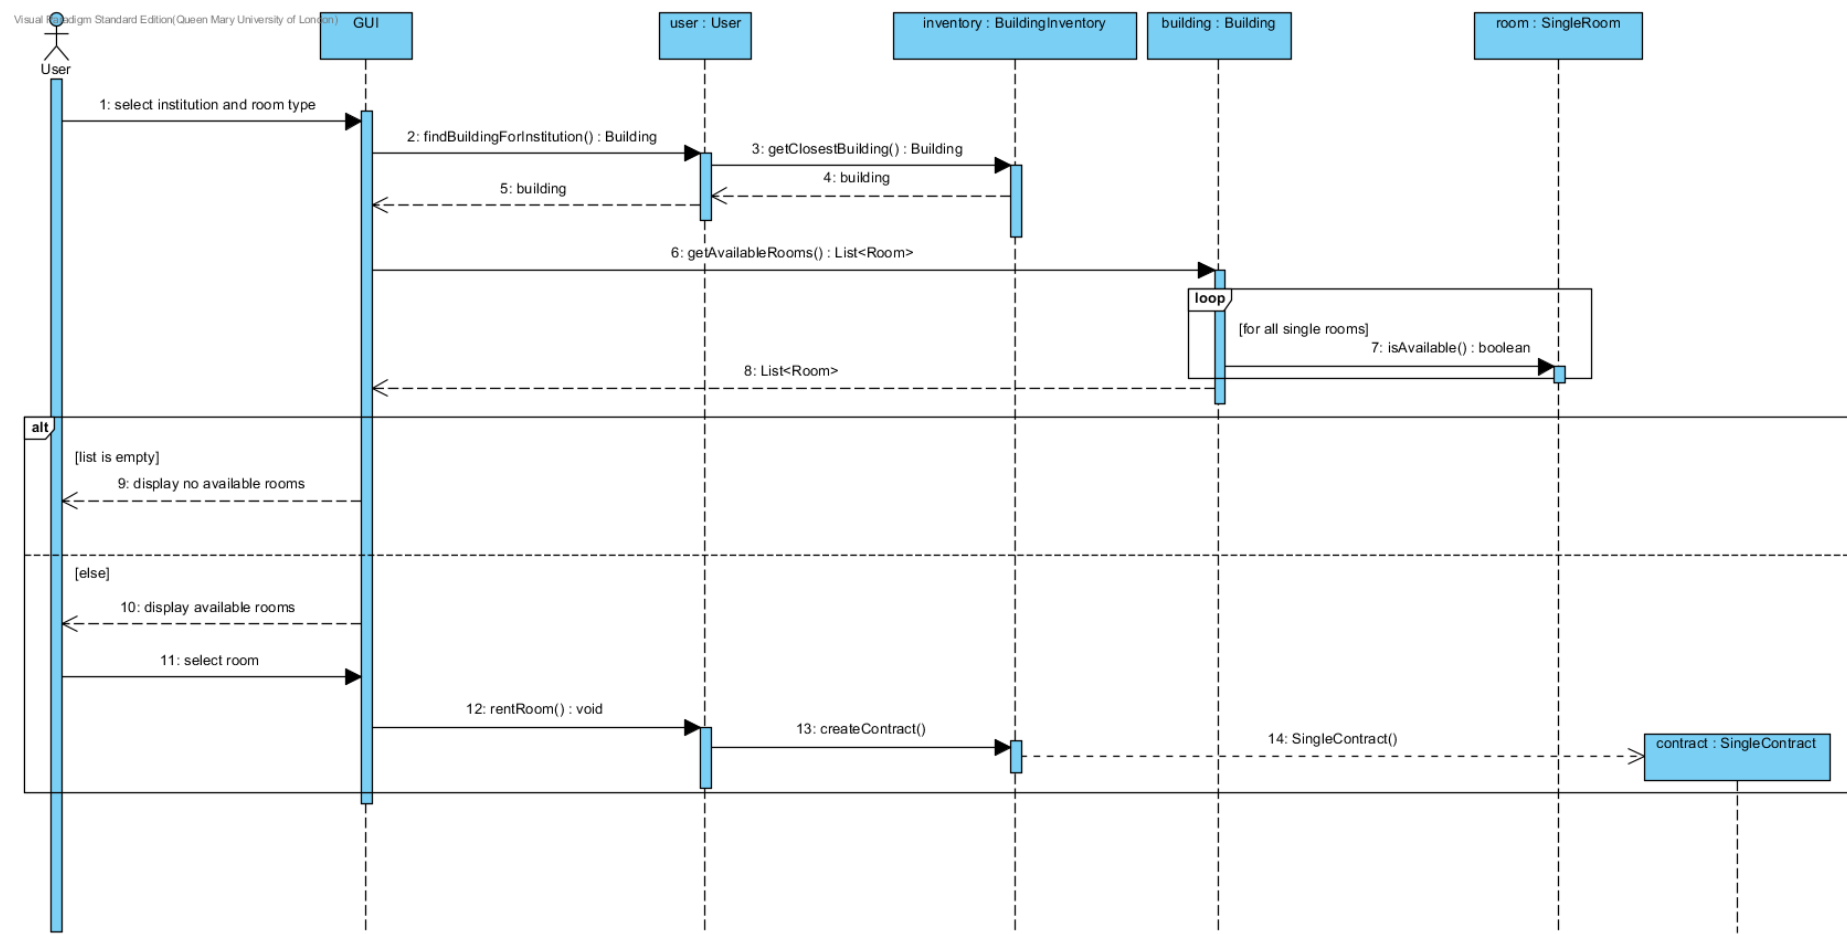 Visual Paradigm Standard Edition(Queen Mary University of London)
User
GUI
user : User
inventory : BuildingInventory
building : Building
room : SingleRoom
1: select institution and room type
2: findBuildingForInstitution() : Building
3: getClosestBuilding() : Building
4: building
5: building
6: getAvailableRooms() : List<Room>
loop
[for all single rooms]
7: isAvailable() : boolean
8: List<Room>
alt
[list is empty]
9: display no available rooms
[else]
10: display available rooms
11: select room
12: rentRoom() : void
13: createContract()
14: SingleContract()
contract : SingleContract